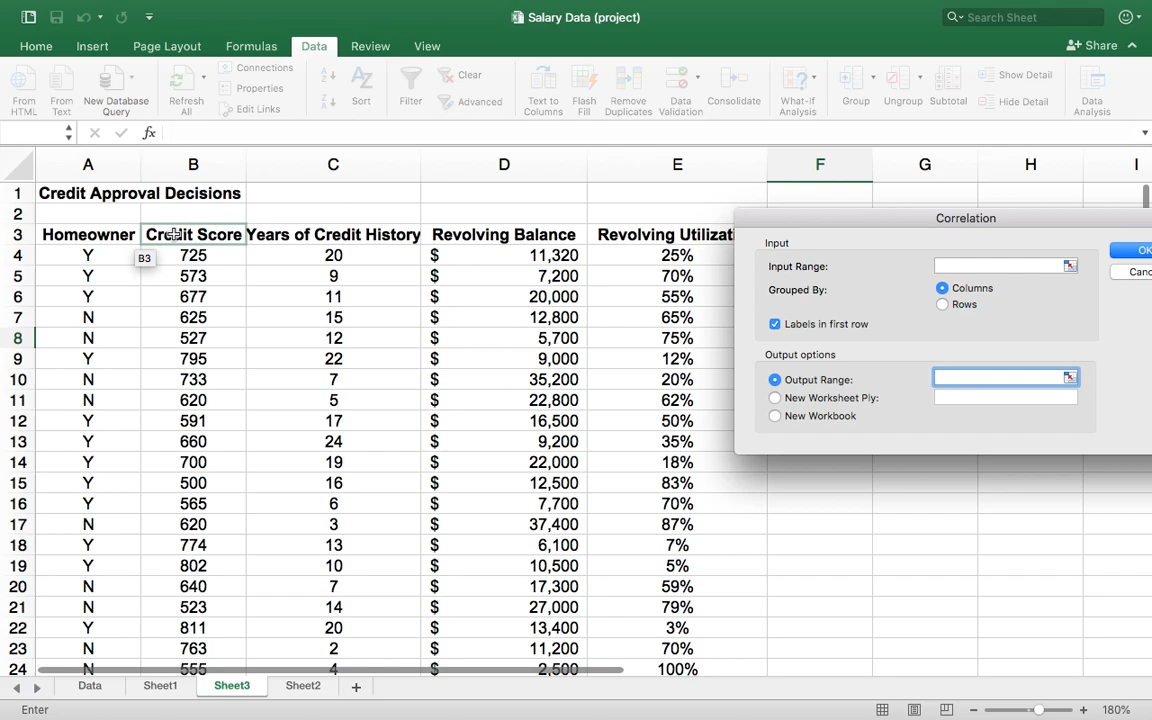 Salary Data (project)
Search Sheet
Home Insert Page Layout Formulas Data Review View Share
From HTML
From Text
New Database Query
Refresh All
Connections
Properties
Edit Links
Sort
Filter
Clear
Advanced
Text to Columns
Flash Fill
Remove Duplicates
Data Validation
Consolidate
What-If Analysis
Group
Ungroup
Subtotal
Show Detail
Hide Detail
Data Analysis
fx
A B C D E F G H I
1 Credit Approval Decisions
2
3 Homeowner Credit Score Years of Credit History Revolving Balance Revolving Utilizati
4 Y 725 20 $ 11,320 25%
B3
5 Y 573 9 $ 7,200 70%
6 Y 677 11 $ 20,000 55%
7 N 625 15 $ 12,800 65%
8 N 527 12 $ 5,700 75%
9 Y 795 22 $ 9,000 12%
10 N 733 7 $ 35,200 20%
11 N 620 5 $ 22,800 62%
12 Y 591 17 $ 16,500 50%
13 Y 660 24 $ 9,200 35%
14 Y 700 19 $ 22,000 18%
15 Y 500 16 $ 12,500 83%
16 Y 565 6 $ 7,700 70%
17 N 620 3 $ 37,400 87%
18 Y 774 13 $ 6,100 7%
19 Y 802 10 $ 10,500 5%
20 N 640 7 $ 17,300 59%
21 N 523 14 $ 27,000 79%
22 Y 811 20 $ 13,400 3%
23 N 763 2 $ 11,200 70%
24 N 555 4 $ 2,500 100%
Correlation
Input
Input Range:
Grouped By:
Columns
Rows
Labels in first row
OK
Canc
Output options
Output Range:
New Worksheet Ply:
New Workbook
Data Sheet1 Sheet3 Sheet2 +
Enter
180%